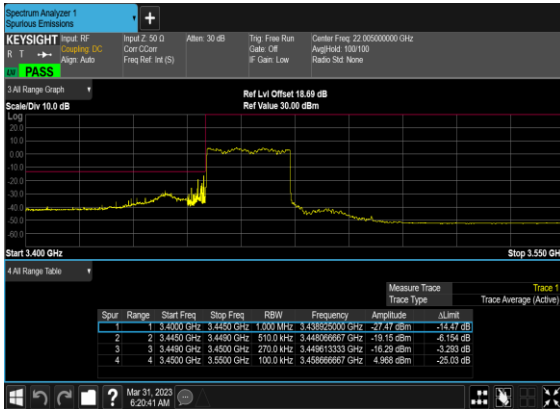 Spectrum Analyzer 1
Spurious Emissions
+
KEYSIGHT Input: RF Input Z: 50 Ω Atten: 30 dB Trig: Free Run Center Freq: 22.005000000 GHz
R T Coupling: DC Corr CCorr Gate: Off Avg|Hold: 100/100
Align: Auto Freq Ref: Int (S) IF Gain: Low Radio Std: None
PASS
3 All Range Graph
Ref Lvl Offset 18.69 dB
Scale/Div 10.0 dB Ref Value 30.00 dBm
Log
20.0
10.0
0.00
-10.0
-20.0
-30.0
-40.0
-50.0
-60.0
Start 3.400 GHz Stop 3.550 GH
4 All Range Table
Measure Trace Trace 1
Trace Type Trace Average (Active)
Spur Range Start Freq Stop Freq RBW Frequency Amplitude ΔLimit
1 1 3.4000 GHz 3.4450 GHz 1.000 MHz 3.438925000 GHz -27.47 dBm -14.47 dB
2 2 3.4450 GHz 3.4490 GHz 510.0 kHz 3.448066667 GHz -19.15 dBm -6.154 dB
3 3 3.4490 GHz 3.4500 GHz 270.0 kHz 3.449613333 GHz -16.29 dBm -3.293 dB
4 4 3.4500 GHz 3.5500 GHz 100.0 kHz 3.458666667 GHz 4.968 dBm -25.03 dB
? Mar 31, 2023
6:20:41 AM